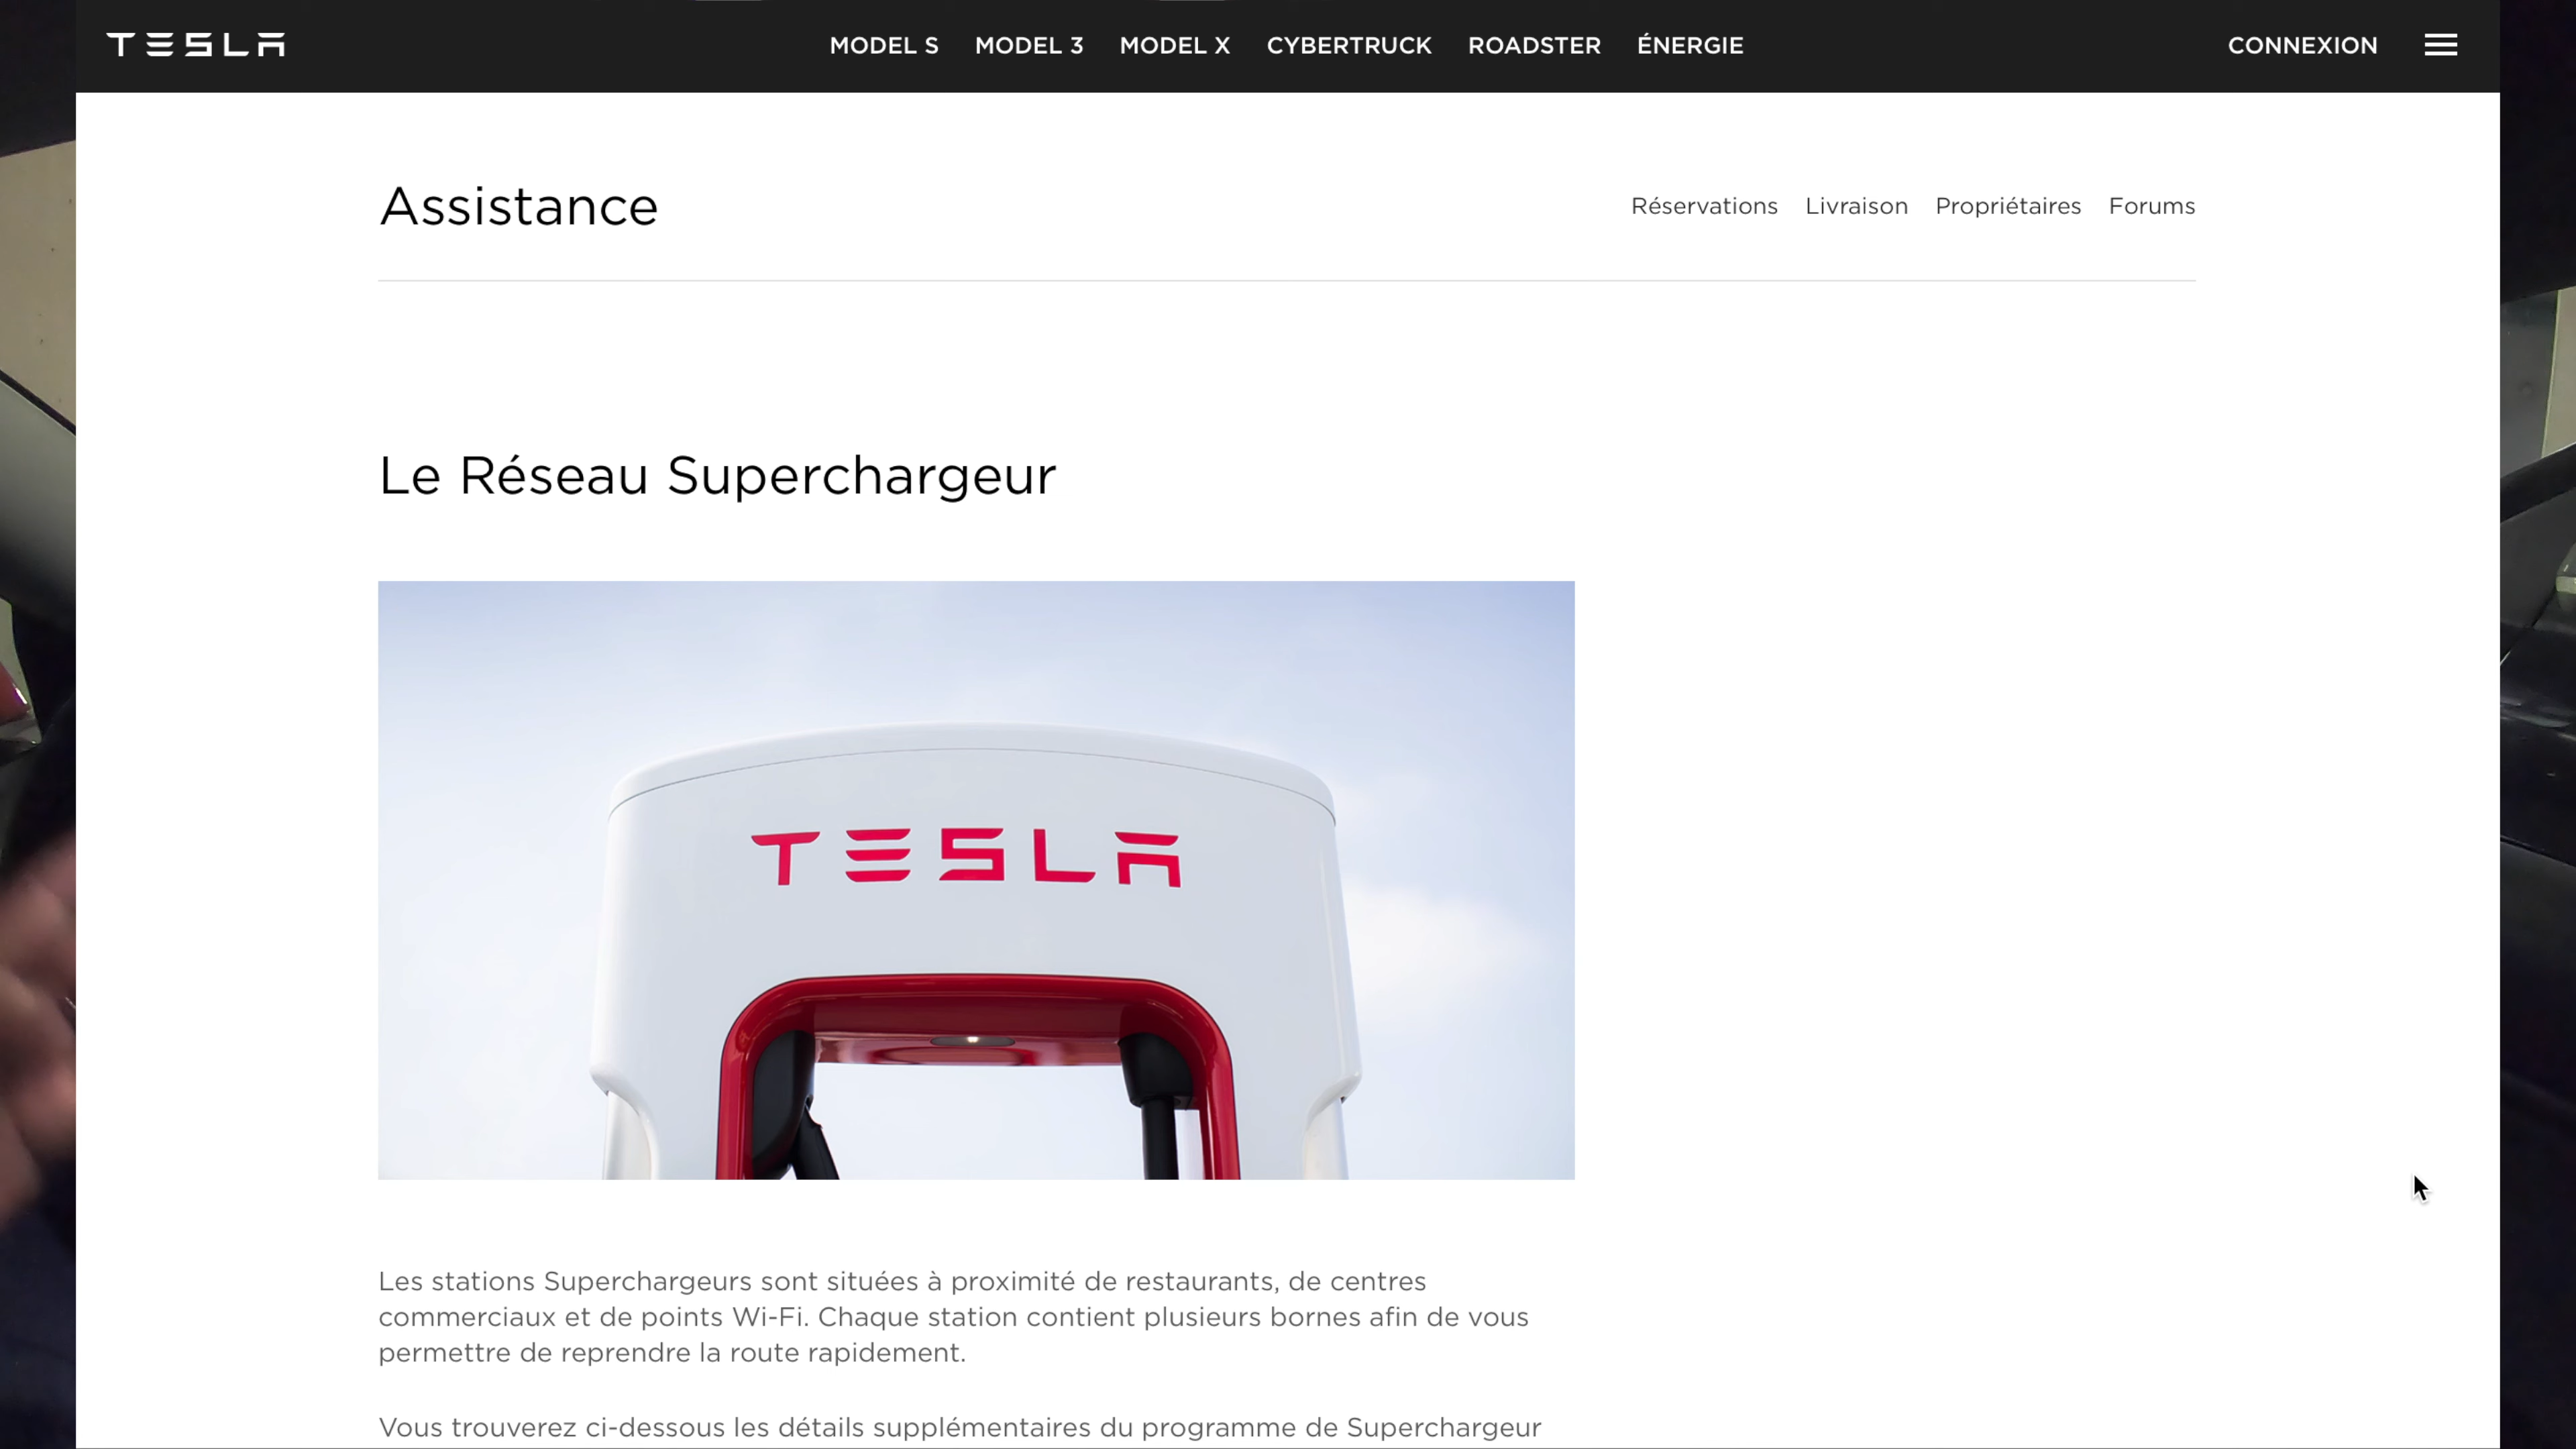 TESLA
MODEL S MODEL 3 MODEL X CYBERTRUCK ROADSTER ÉNERGIE
CONNEXION
Assistance
Réservations Livraison Propriétaires Forums
Le Réseau Superchargeur
TESLA
Les stations Superchargeurs sont situées à proximité de restaurants, de centres
commerciaux et de points Wi-Fi. Chaque station contient plusieurs bornes afin de vous
permettre de reprendre la route rapidement.
Vous trouverez ci-dessous les détails supplémentaires du programme de Superchargeur